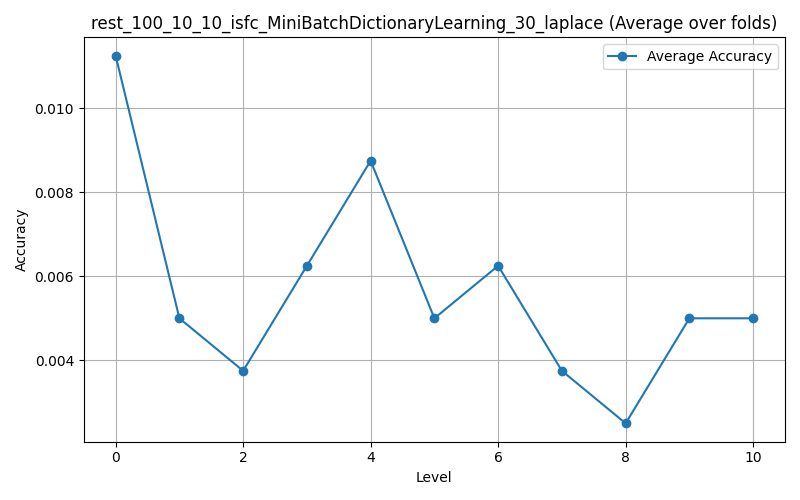 rest_100_10_10_isfc_MiniBatchDictionaryLearning_30_laplace (Average over folds)
Average Accuracy
0.010
0.008
0.006
0.004
Accuracy
0 2 4 6 8 10
Level